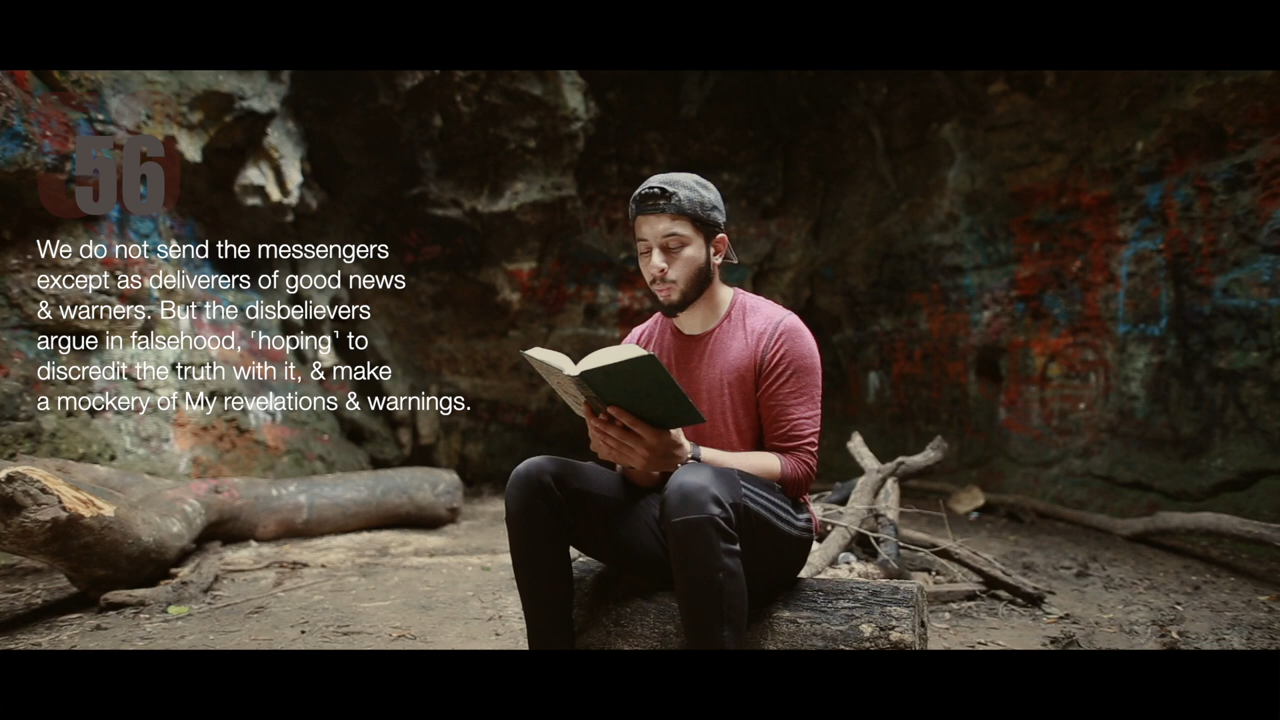 56
We do not send the messengers
except as deliverers of good news
& warners. But the disbelievers
argue in falsehood, ˹hoping˺ to
discredit the truth with it, & make
a mockery of My revelations & warnings.